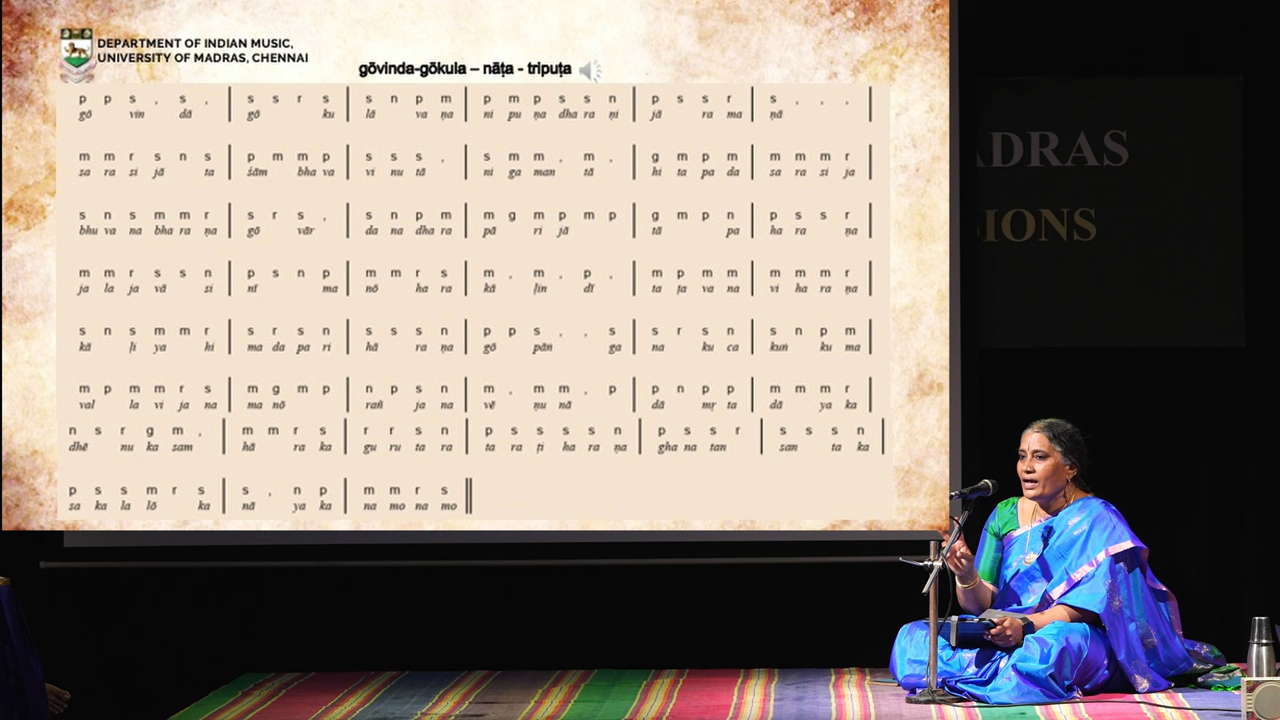 DEPARTMENT OF INDIAN MUSIC,
UNIVERSITY OF MADRAS, CHENNAI
gōvinda-gōkula – nāṭa - tripuṭa
p p s , s , | s s r s | s n p m | p m p s s n | p s s r | s , , , |
gō vin dā gō ku lā va ṇa ni pu ṇa dha ra ṇi jā ra ma ṇā
m m r s n s | p m m p | s s s , | s m m , m , | g m p m | m m m r |
sa ra si jā ta śām bha va vi nu tā ni ga man tā hi ta pa da sa ra si ja
s n s m m r | s r s , | s n p m | m g m p m p | g m p n | p s s r |
bhu va na bha ra ṇa gō vār da na dha ra pā ri jā tā pa ha ra ṇa
m m r s s n | p s n p | m m r s | m , m , p , | m p m m | m m m r |
ja la ja vā si nī ma nō ha ra kā ḷin dī ta ṭa va na vi ha ra ṇa
s n s m m r | s r s n | s s s n | p p s , , s | s r s n | s n p m |
kā ḷi ya hi ma da pa ri hā ra ṇa gō pāṅ ga na ku ca kuṅ ku ma
m p m m r s | m g m p | n p s n | m , m m , p | p n p p | m m m r |
val la vi ja na ma nō rañ ja na vē ṇu nā dā mṛ ta dā ya ka
n s r g m , | m m r s | r r s n | p s s s s n | p s s r | s s s n |
dhē nu ka sam hā ra ka gu ru ta ra ta ra ṭi ha ra ṇa gha na tan san ta ka
p s s m r s | s , n p | m m r s ||
sa ka la lō ka nā ya ka na mo na mo
ADRAS
SIONS